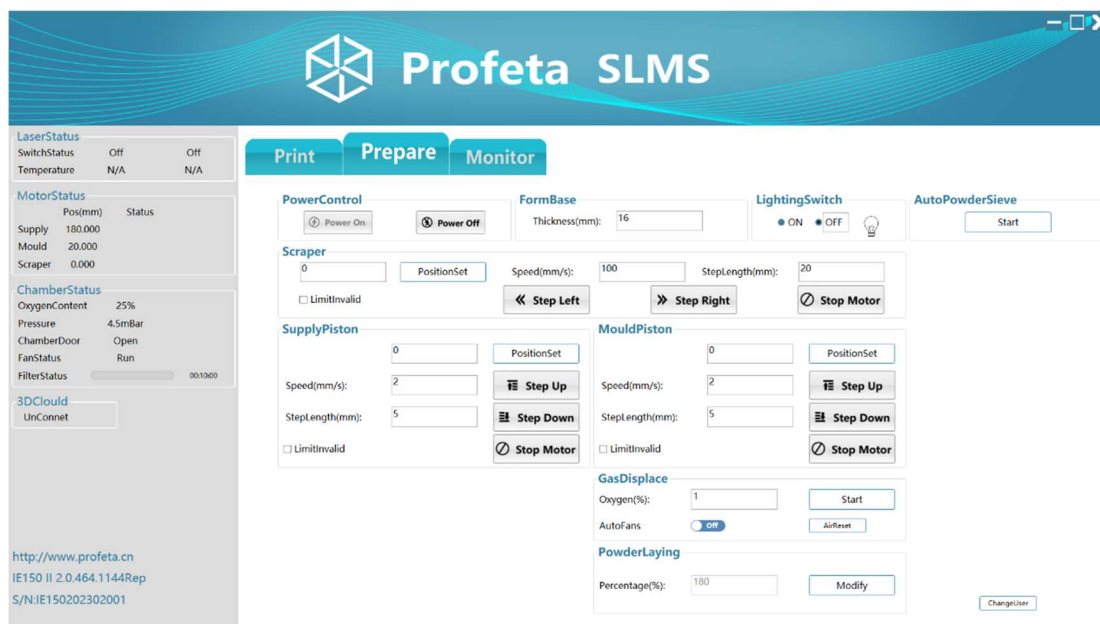 Profeta SLMS
LaserStatus
SwitchStatus Off Off
Temperature N/A N/A
MotorStatus
Pos(mm) Status
Supply 180.000
Mould 20.000
Scraper 0.000
ChamberStatus
OxygenContent 25%
Pressure 4.5mBar
ChamberDoor Open
FanStatus Run
FilterStatus 00:10:00
3DClould
UnConnet
http://www.profeta.cn
IE150 II 2.0.464.1144Rep
S/N:IE150202302001
Print Prepare Monitor
PowerControl FormBase LightingSwitch AutoPowderSieve
Power On Power Off Thickness(mm): 16 ON OFF Start
Scraper
0 PositionSet Speed(mm/s): 100 StepLength(mm): 20
LimitInvalid Step Left Step Right Stop Motor
SupplyPiston MouldPiston
0 PositionSet 0 PositionSet
Speed(mm/s): 2 Step Up Speed(mm/s): 2 Step Up
StepLength(mm): 5 Step Down StepLength(mm): 5 Step Down
LimitInvalid Stop Motor LimitInvalid Stop Motor
GasDisplace
Oxygen(%): 1 Start
AutoFans Off AirReset
PowderLaying
Percentage(%): 180 Modify
ChangeUser